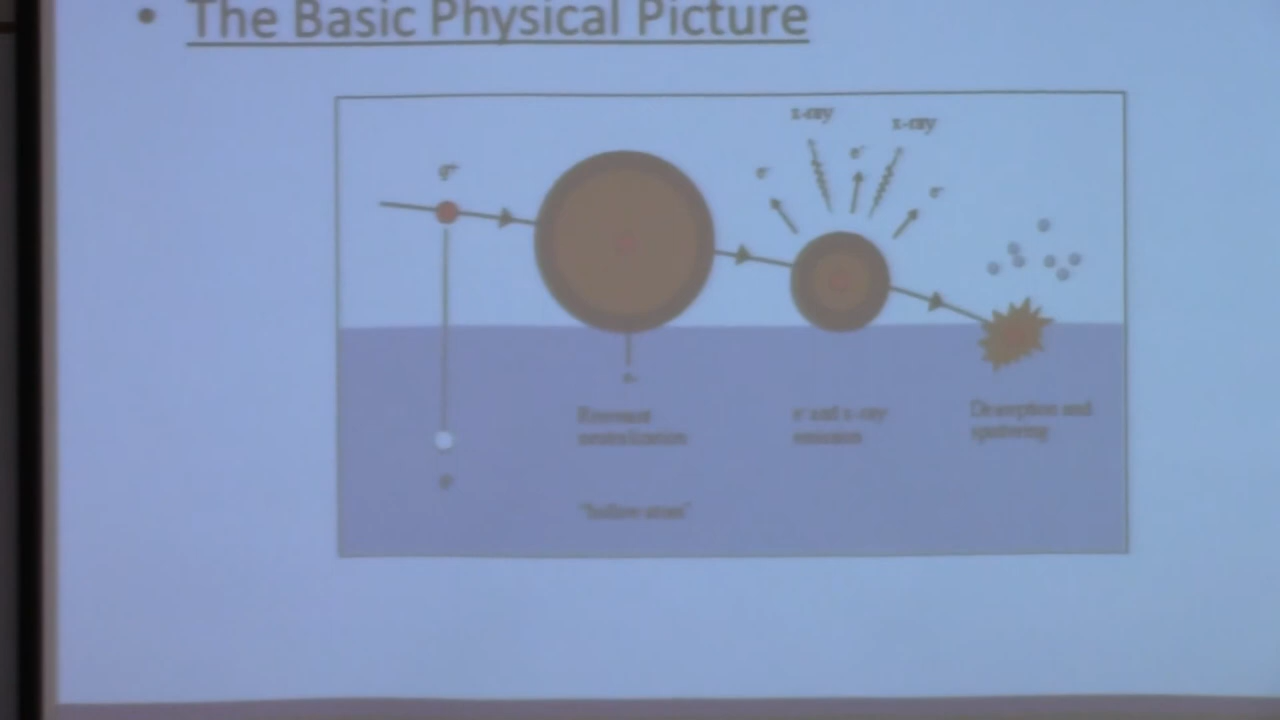 • The Basic Physical Picture
x-ray
x-ray
q+
e-
e-
e-
Resonant
neutralization
e- and x-ray
emission
Desorption and
sputtering
"hollow atom"